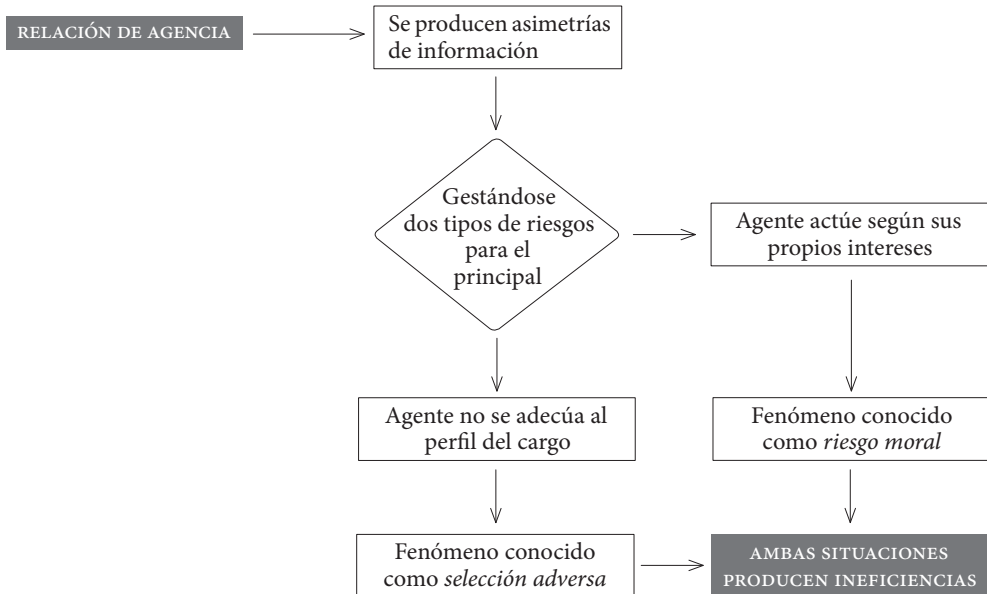 RELACIÓN DE AGENCIA
Se producen asimetrías
de información
Gestándose
dos tipos de riesgos
para el
principal
Agente actúe según sus
propios intereses
Agente no se adecúa al
perfil del cargo
Fenómeno conocido
como riesgo moral
Fenómeno conocido
como selección adversa
AMBAS SITUACIONES
PRODUCEN INEFICIENCIAS